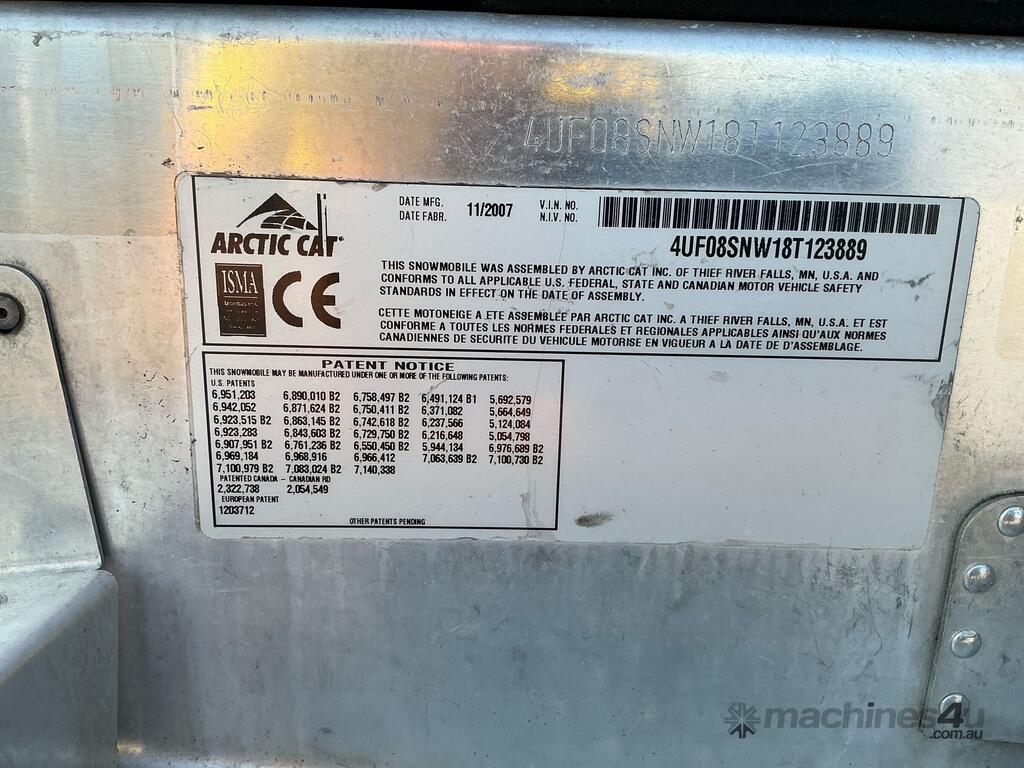 4UF08SNW18T123889
ARCTIC CAT®
DATE MFG. 11/2007 V.I.N. NO.
DATE FABR. N.I.V. NO.
4UF08SNW18T123889
ISMA
CE
THIS SNOWMOBILE WAS ASSEMBLED BY ARCTIC CAT INC. OF THIEF RIVER FALLS, MN, U.S.A. AND
CONFORMS TO ALL APPLICABLE U.S. FEDERAL, STATE AND CANADIAN MOTOR VEHICLE SAFETY
STANDARDS IN EFFECT ON THE DATE OF ASSEMBLY.
CETTE MOTONEIGE A ETE ASSEMBLEE PAR ARCTIC CAT INC. A THIEF RIVER FALLS, MN, U.S.A. ET EST
CONFORME A TOUTES LES NORMES FEDERALES ET REGIONALES APPLICABLES AINSI QU'AUX NORMES
CANADIENNES DE SECURITE DU VEHICULE MOTORISE EN VIGUEUR A LA DATE DE D'ASSEMBLAGE.
PATENT NOTICE
THIS SNOWMOBILE MAY BE MANUFACTURED UNDER ONE OR MORE OF THE FOLLOWING PATENTS:
U.S. PATENTS
6,951,203 6,890,010 B2 6,758,497 B2 6,491,124 B1 5,692,579
6,942,052 6,871,624 B2 6,750,411 B2 6,371,082 5,664,649
6,923,515 B2 6,863,145 B2 6,742,618 B2 6,237,566 5,124,084
6,923,283 6,843,603 B2 6,729,750 B2 6,216,648 5,054,798
6,907,951 B2 6,761,236 B2 6,550,450 B2 5,944,134 6,976,689 B2
6,969,184 6,968,916 6,966,412 7,063,639 B2 7,100,730 B2
7,100,979 B2 7,083,024 B2 7,140,338
PATENTED CANADA - CANADIAN RD
2,322,738 2,054,549
EUROPEAN PATENT
1203712
OTHER PATENTS PENDING
machines4u
.com.au